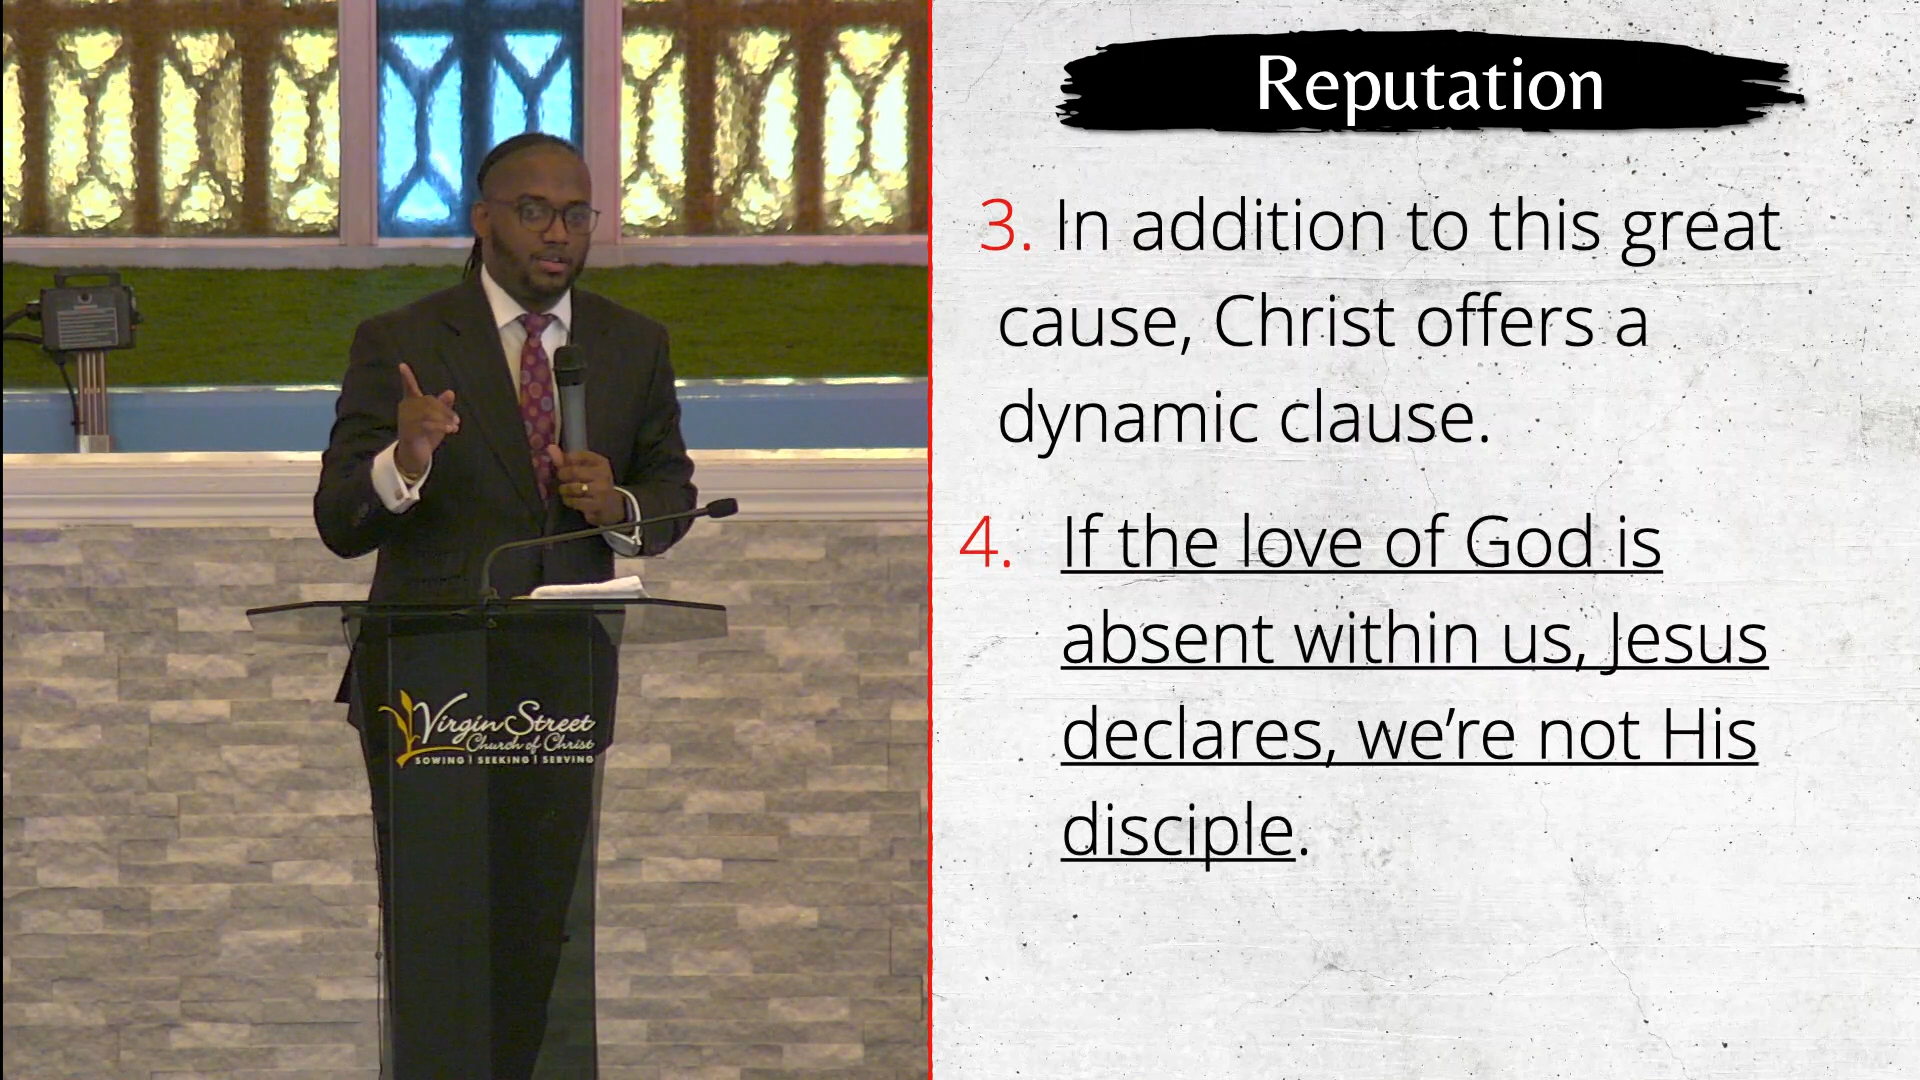 Reputation
3. In addition to this great
cause, Christ offers a
dynamic clause.
4. If the love of God is
absent within us, Jesus
declares, we’re not His
disciple.
Virgin Street
Church of Christ
SOWING | SEEKING | SERVING